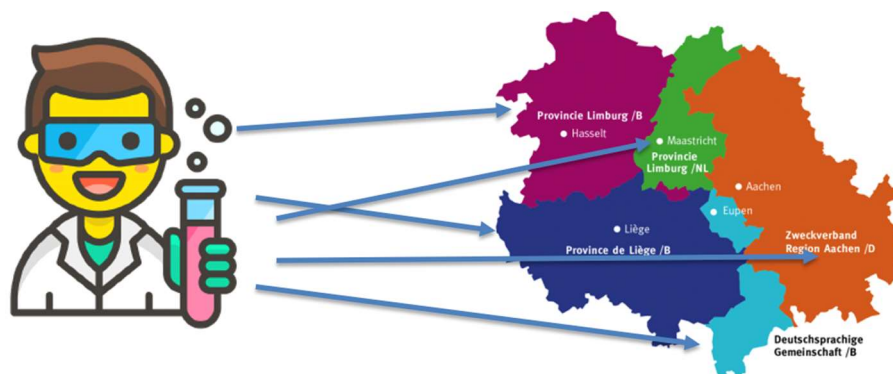 Provincie Limburg /B
Hasselt
Maastricht
Provincie
Limburg /NL
Aachen
Eupen
Liège
Province de Liège /B
Zweckverband
Region Aachen /D
Deutschsprachige
Gemeinschaft /B